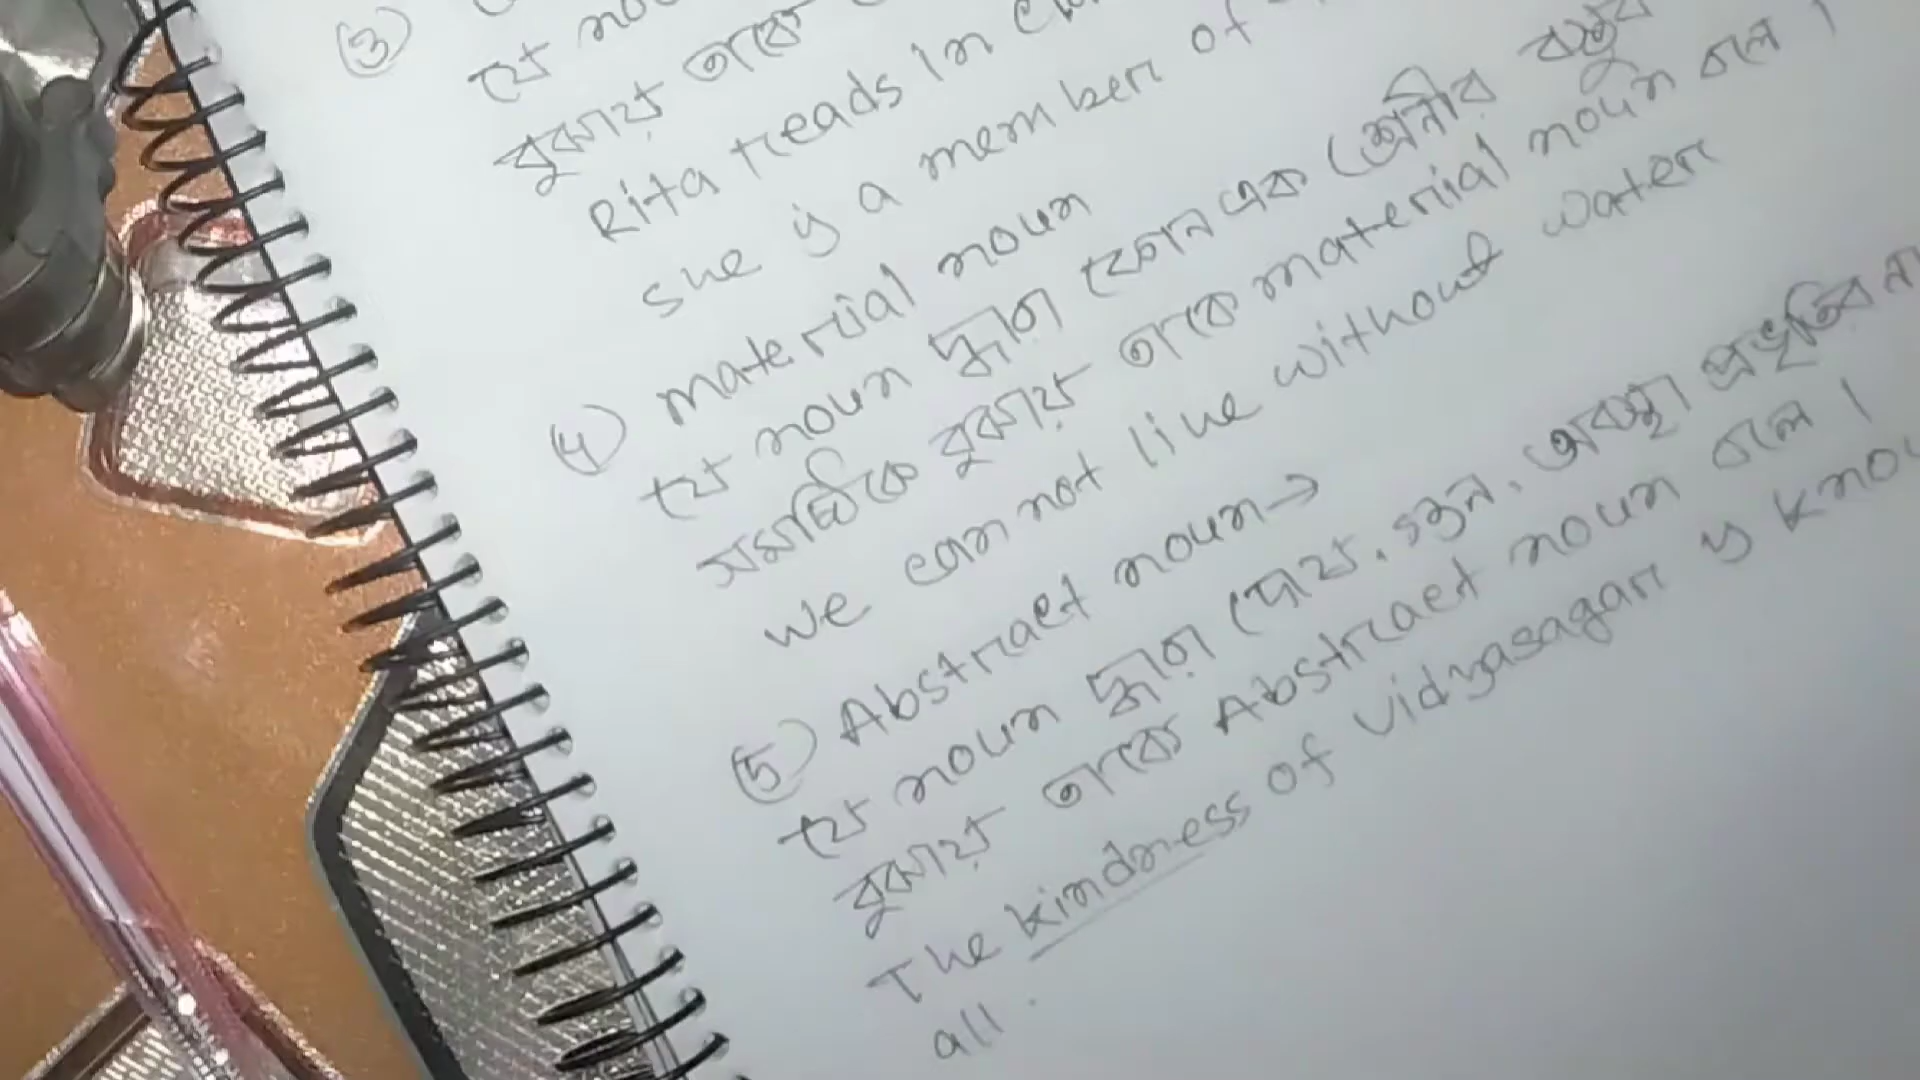 ③
যে nou
বুঝায় তাকে
Rita reads in
she is a member of
④ material noun
যে noun দ্বারা কোন এক শ্রেনীর বস্তুর
সমষ্টিকে বুঝায় তাকে material noun বলে ।
we can not live without water
⑤ Abstract noun→
যে noun দ্বারা দোষ, গুন, অবস্থা প্রভৃতির না
বুঝায় তাকে Abstract noun বলে ।
The kindness of vidyasagar is know
all.